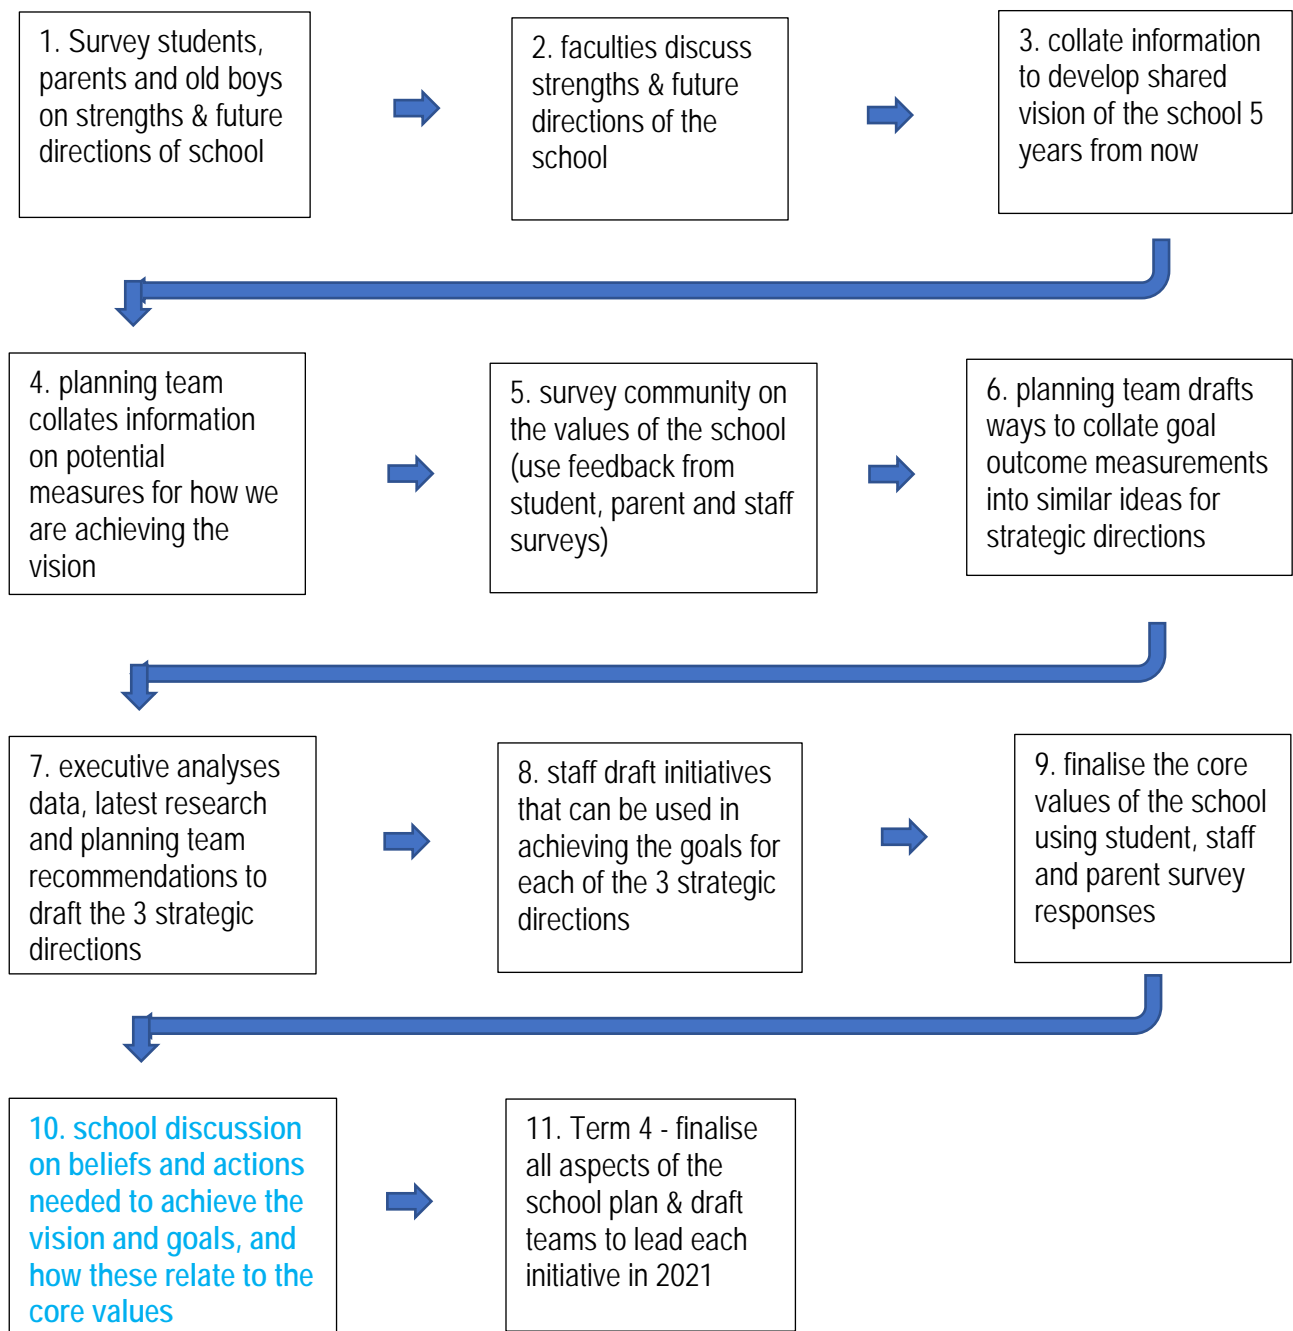 1. Survey students,
parents and old boys
on strengths & future
directions of school
2. faculties discuss
strengths & future
directions of the
school
3. collate information
to develop shared
vision of the school 5
years from now
4. planning team
collates information
on potential
measures for how we
are achieving the
vision
5. survey community on
the values of the school
(use feedback from
student, parent and staff
surveys)
6. planning team drafts
ways to collate goal
outcome measurements
into similar ideas for
strategic directions
7. executive analyses
data, latest research
and planning team
recommendations to
draft the 3 strategic
directions
8. staff draft initiatives
that can be used in
achieving the goals for
each of the 3 strategic
directions
9. finalise the core
values of the school
using student, staff
and parent survey
responses
10. school discussion
on beliefs and actions
needed to achieve the
vision and goals, and
how these relate to the
core values
11. Term 4 - finalise
all aspects of the
school plan & draft
teams to lead each
initiative in 2021